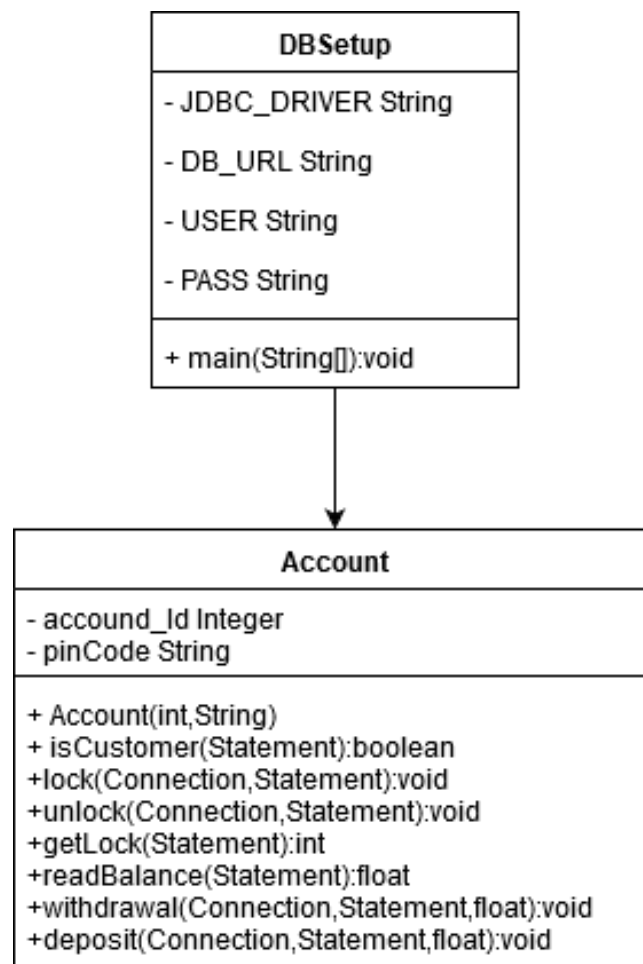 DBSetup
- JDBC_DRIVER String
- DB_URL String
- USER String
- PASS String
+ main(String[]):void
Account
- accound_Id Integer
- pinCode String
+ Account(int,String)
+ isCustomer(Statement):boolean
+lock(Connection,Statement):void
+unlock(Connection,Statement):void
+getLock(Statement):int
+readBalance(Statement):float
+withdrawal(Connection,Statement,float):void
+deposit(Connection,Statement,float):void